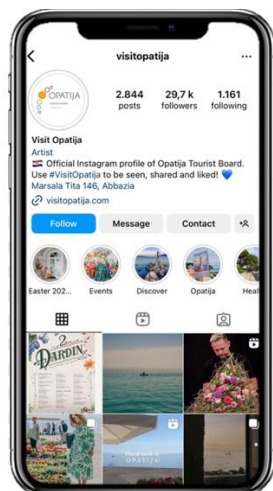 visitopatija
OPATIJA
2.844
29,7 k
1.161
posts
followers
following
Visit Opatija
Artist
🇭🇷 Official Instagram profile of Opatija Tourist Board.
Use #VisitOpatija to be seen, shared and liked! 💙
Marsala Tita 146, Abbazia
visitopatija.com
Follow
Message
Contact
Easter 202...
Events
Discover
Opatija
Heal
DARDIN
OPATIJA